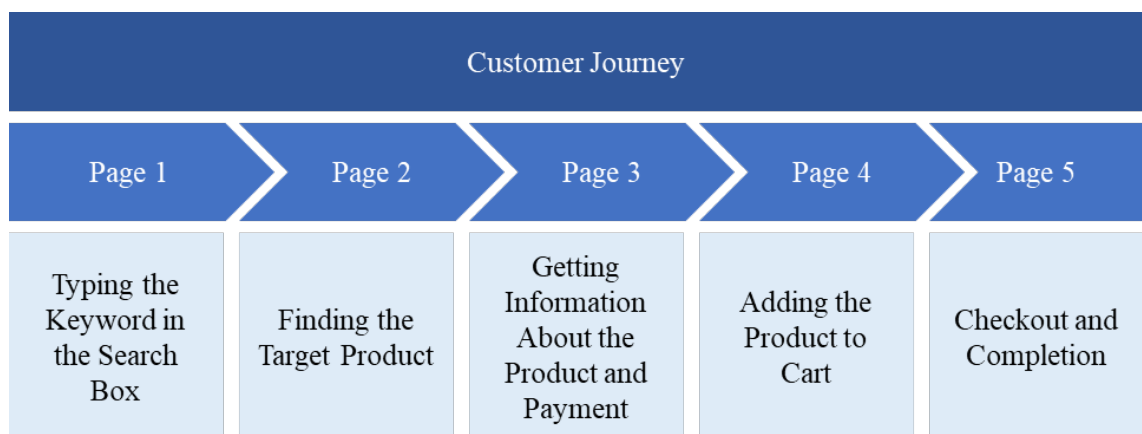 Customer Journey
Page 1
Page 2
Page 3
Page 4
Page 5
Typing the
Keyword in
the Search
Box
Finding the
Target Product
Getting
Information
About the
Product and
Payment
Adding the
Product to
Cart
Checkout and
Completion